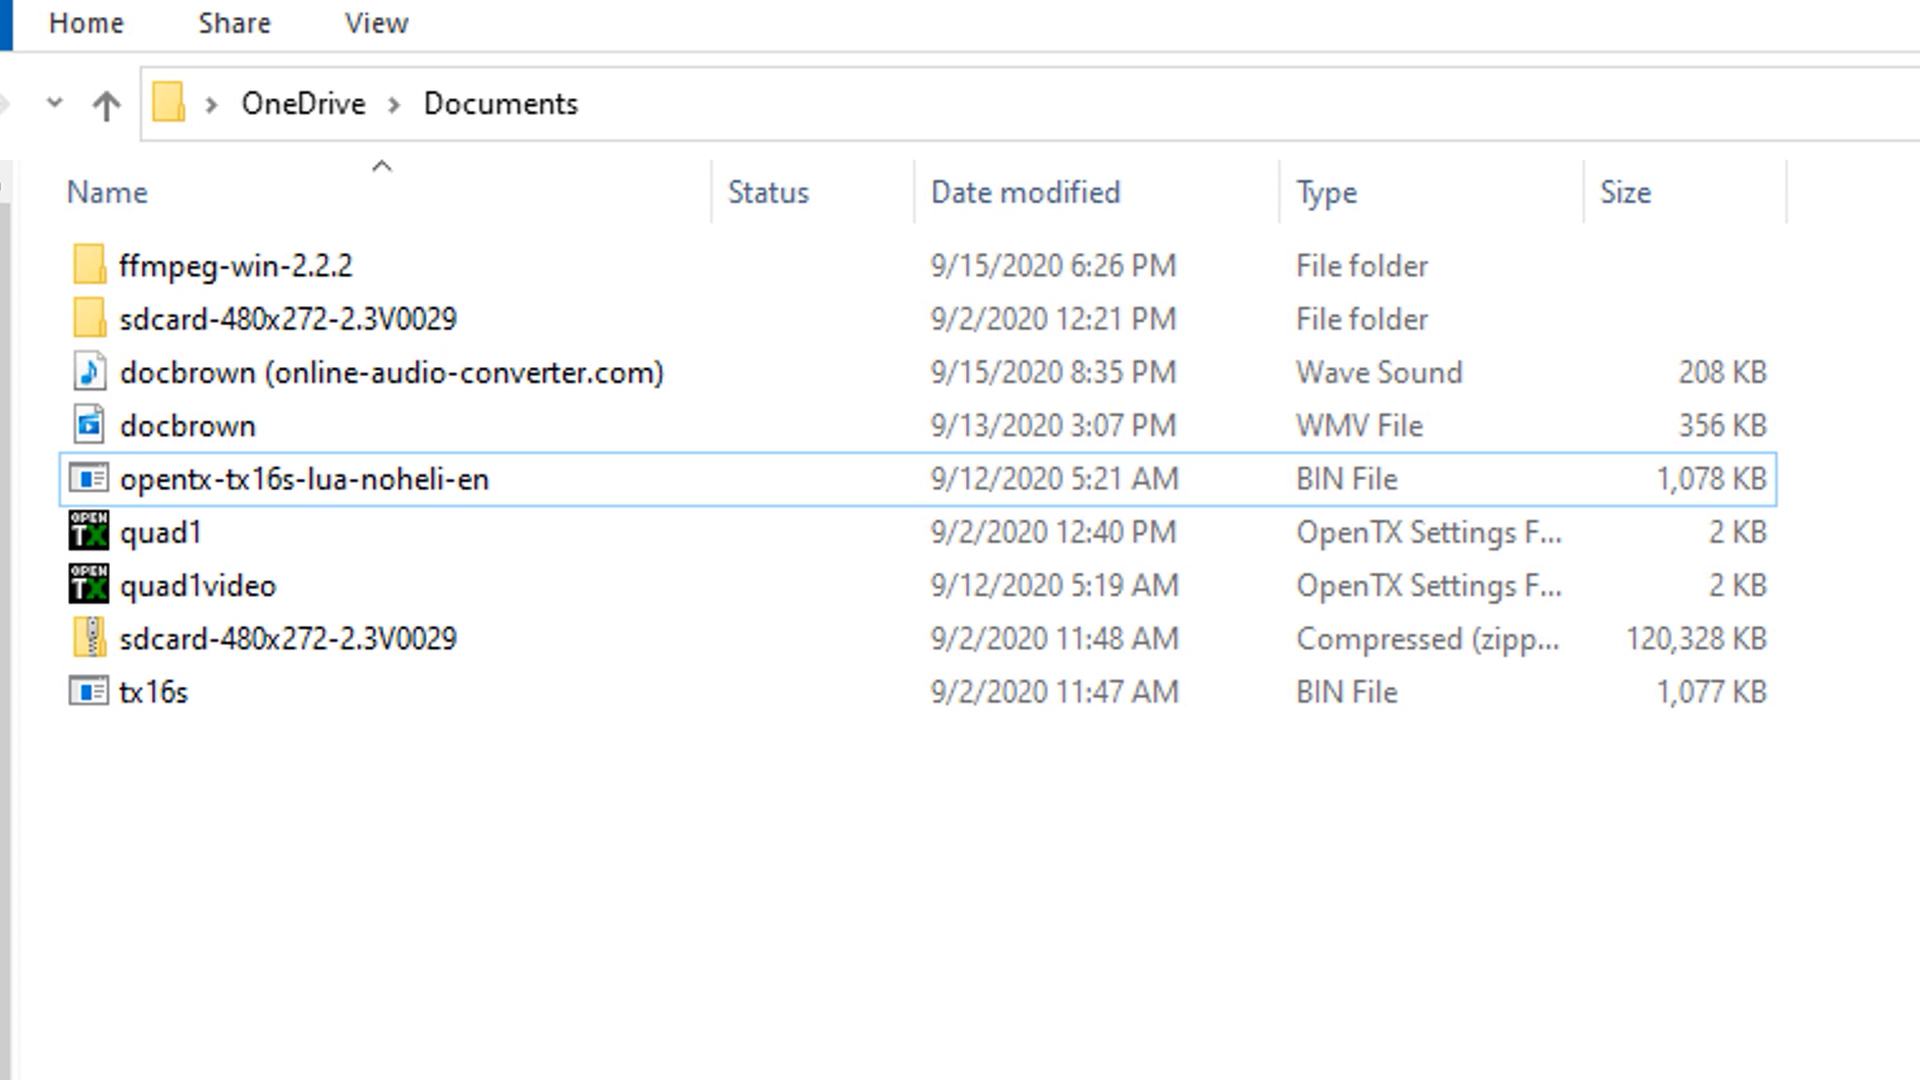 Home Share View
OneDrive > Documents
Name Status Date modified Type Size
ffmpeg-win-2.2.2 9/15/2020 6:26 PM File folder
sdcard-480x272-2.3V0029 9/2/2020 12:21 PM File folder
docbrown (online-audio-converter.com) 9/15/2020 8:35 PM Wave Sound 208 KB
docbrown 9/13/2020 3:07 PM WMV File 356 KB
opentx-tx16s-lua-noheli-en 9/12/2020 5:21 AM BIN File 1,078 KB
OPEN TX quad1 9/2/2020 12:40 PM OpenTX Settings F... 2 KB
OPEN TX quad1video 9/12/2020 5:19 AM OpenTX Settings F... 2 KB
sdcard-480x272-2.3V0029 9/2/2020 11:48 AM Compressed (zipp... 120,328 KB
tx16s 9/2/2020 11:47 AM BIN File 1,077 KB